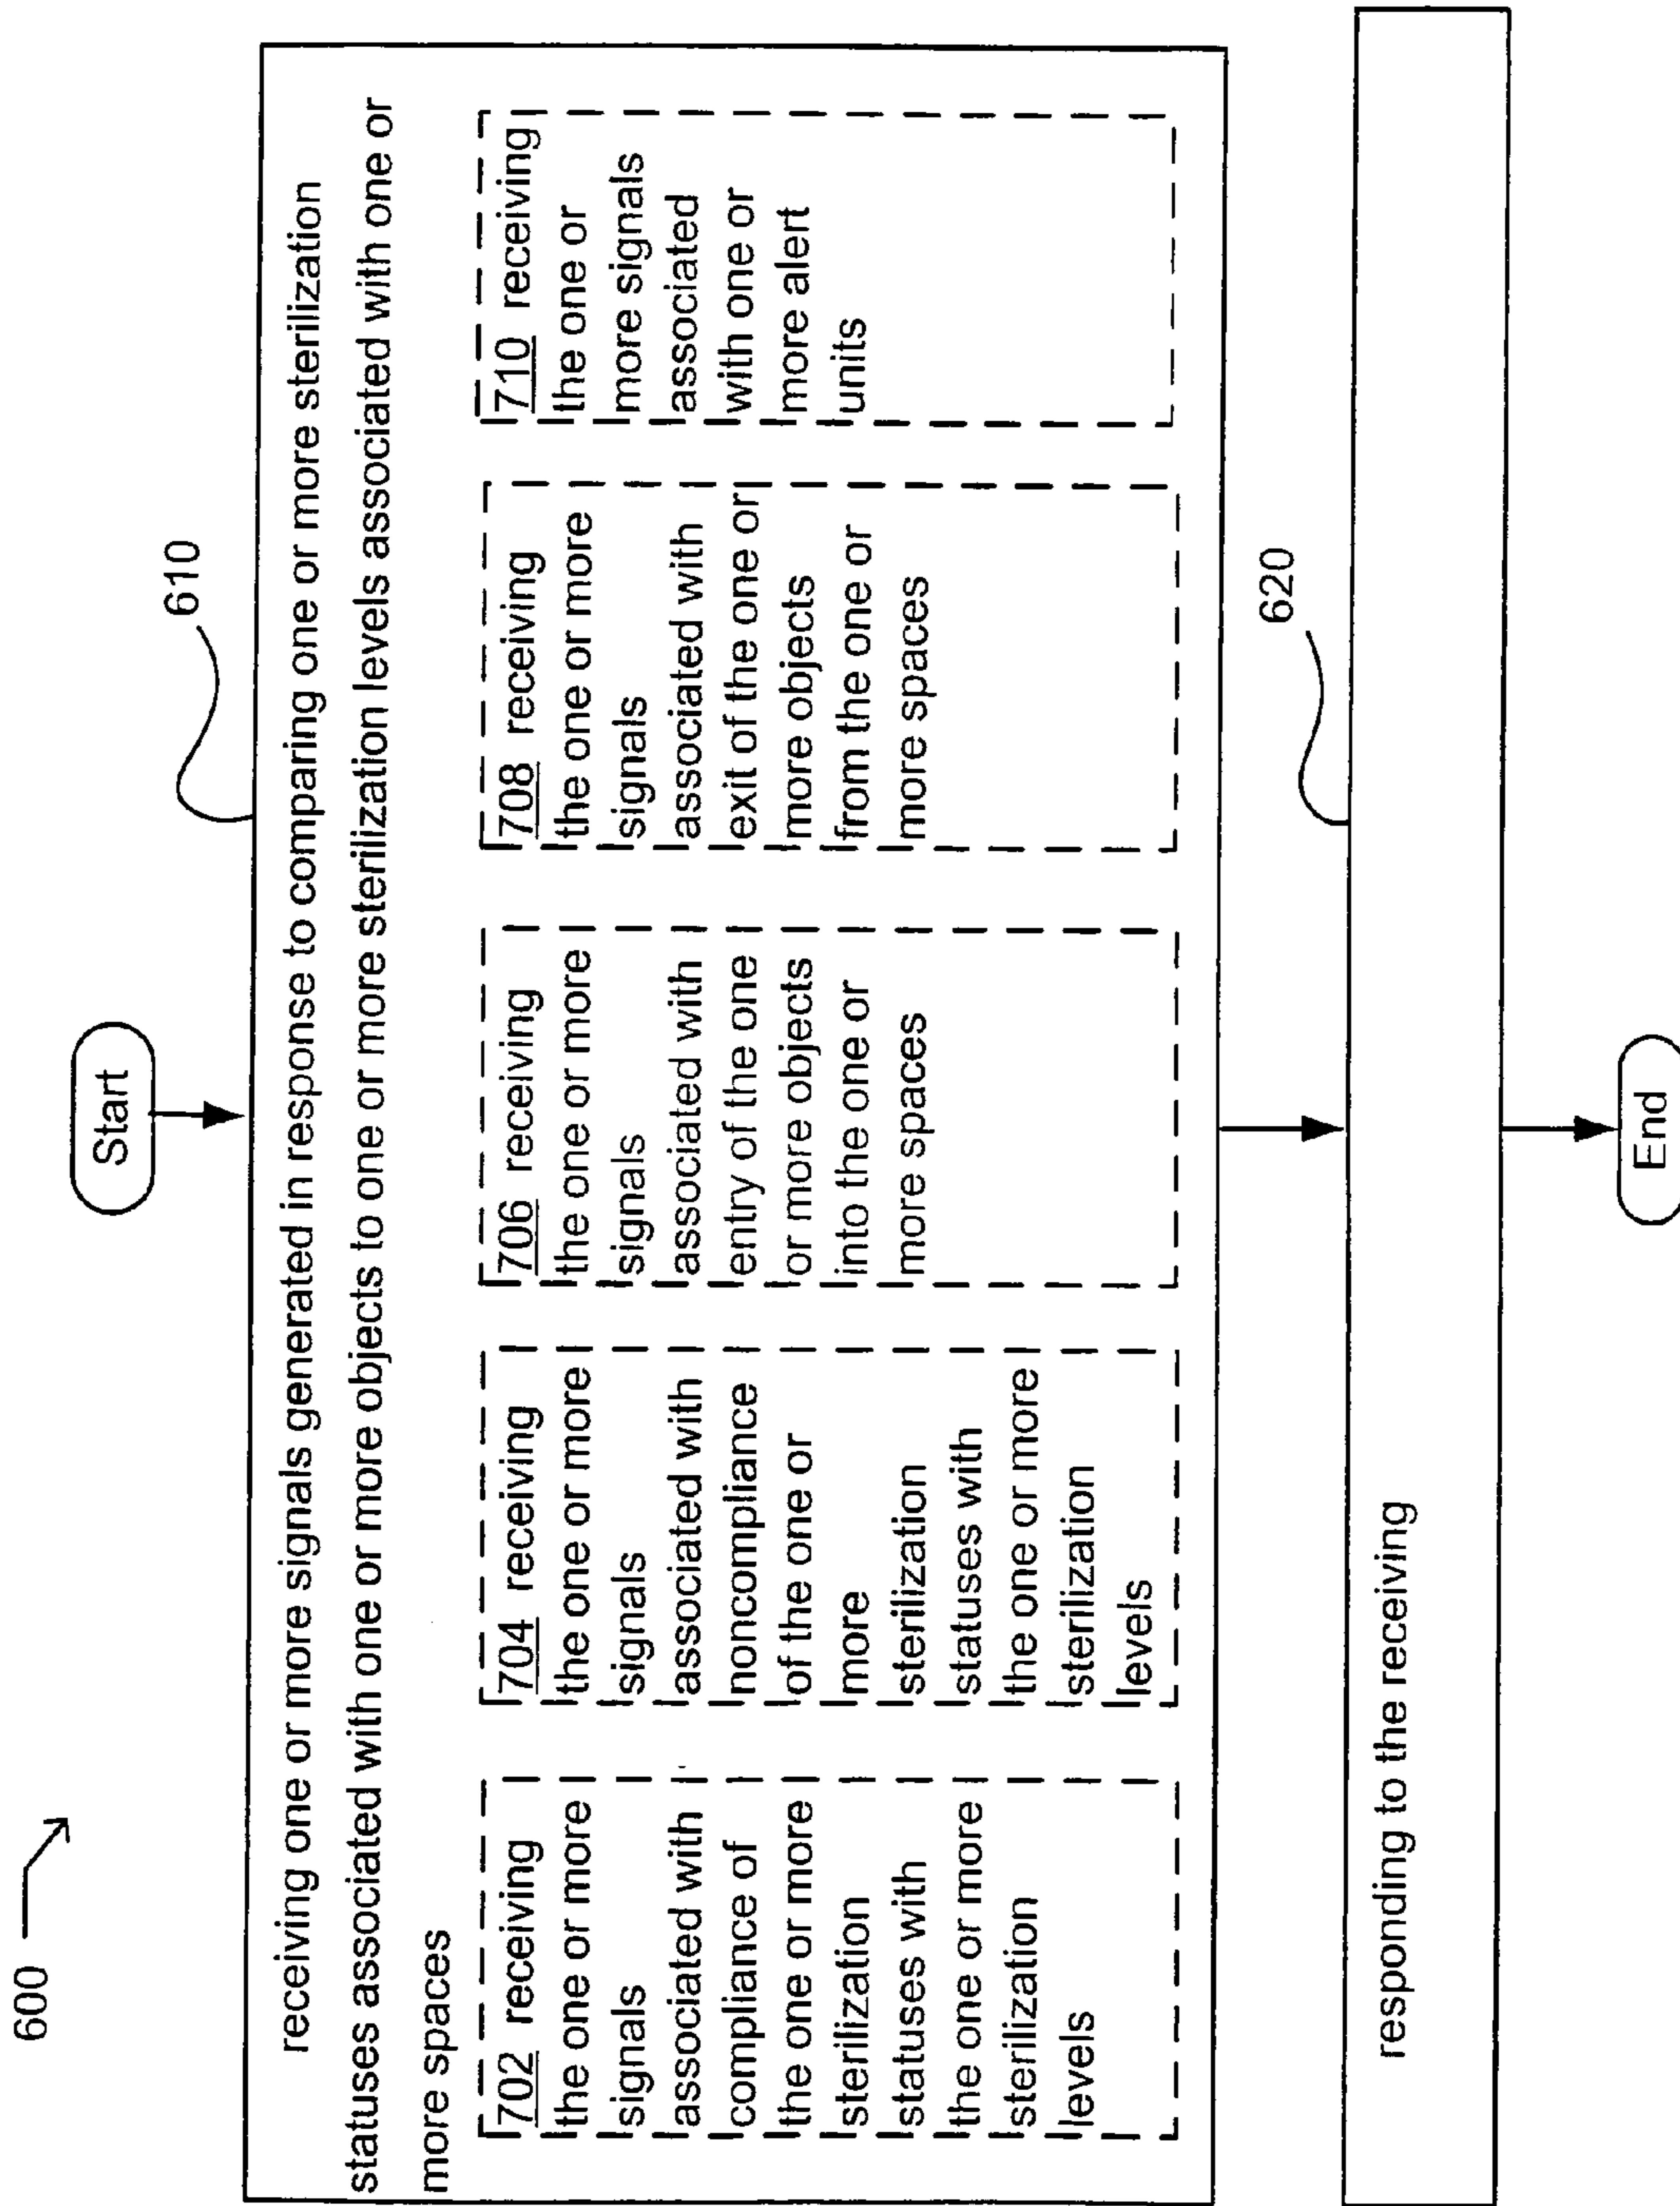 600
Start
610
receiving one or more signals generated in response to comparing one or more sterilization
statuses associated with one or more objects to one or more sterilization levels associated with one or
more spaces
702 receiving
the one or more
signals
associated with
compliance of
the one or more
sterilization
statuses with
the one or more
sterilization
levels
704 receiving
the one or more
signals
associated with
noncompliance
of the one or
more
sterilization
statuses with
the one or more
sterilization
levels
706 receiving
the one or more
signals
associated with
entry of the one
or more objects
into the one or
more spaces
708 receiving
the one or more
signals
associated with
exit of the one or
more objects
from the one or
more spaces
710 receiving
the one or
more signals
associated
with one or
more alert
units
620
responding to the receiving
End